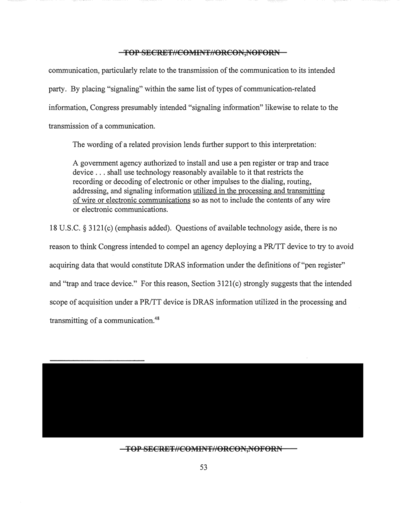 TOP SECRET//COMINT//ORCON,NOFORN
communication, particularly relate to the transmission of the communication to its intended
party. By placing "signaling" within the same list of types of communication-related
information, Congress presumably intended "signaling information" likewise to relate to the
transmission of a communication.
The wording of a related provision lends further support to this interpretation:
A government agency authorized to install and use a pen register or trap and trace
device . . . shall use technology reasonably available to it that restricts the
recording or decoding of electronic or other impulses to the dialing, routing,
addressing, and signaling information utilized in the processing and transmitting
of wire or electronic communications so as not to include the contents of any wire
or electronic communications.
18 U.S.C. § 3121(c) (emphasis added). Questions of available technology aside, there is no
reason to think Congress intended to compel an agency deploying a PR/TT device to try to avoid
acquiring data that would constitute DRAS information under the definitions of "pen register"
and "trap and trace device." For this reason, Section 3121(c) strongly suggests that the intended
scope of acquisition under a PR/TT device is DRAS information utilized in the processing and
transmitting of a communication.48
TOP SECRET//COMINT//ORCON,NOFORN
53